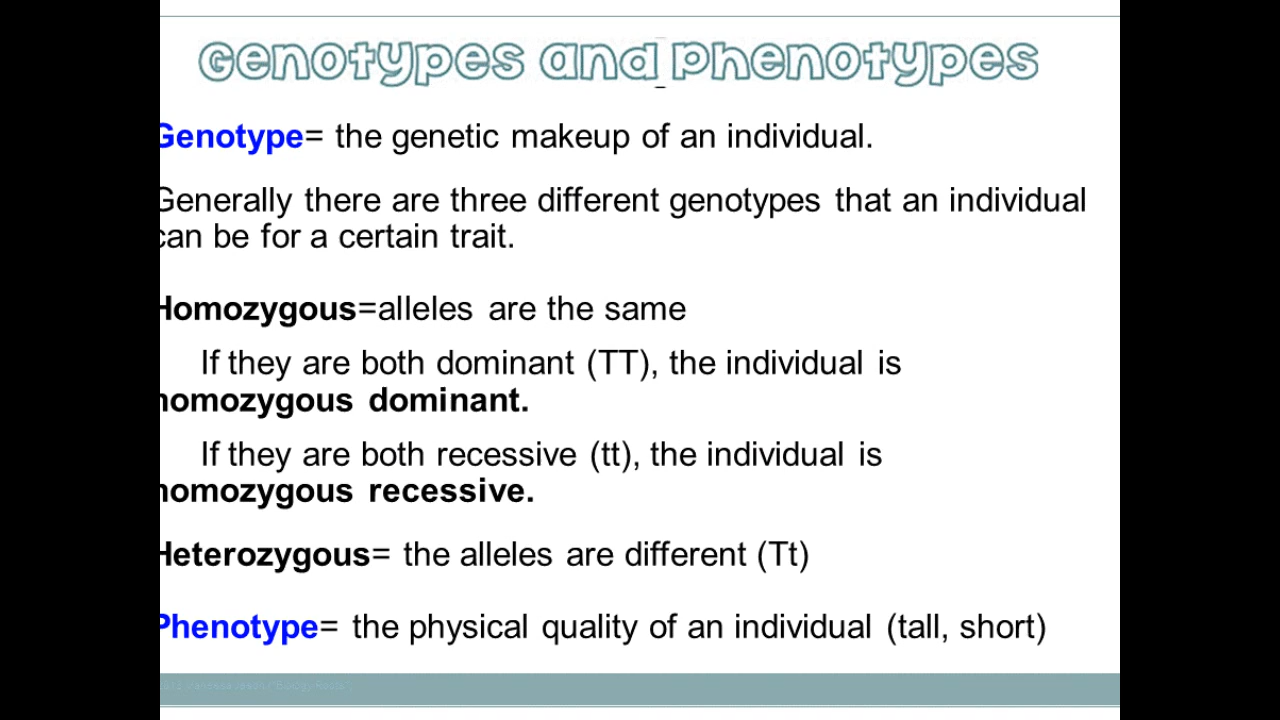 Genotypes and Phenotypes
Genotype= the genetic makeup of an individual.
Generally there are three different genotypes that an individual
can be for a certain trait.
Homozygous=alleles are the same
If they are both dominant (TT), the individual is
homozygous dominant.
If they are both recessive (tt), the individual is
homozygous recessive.
Heterozygous= the alleles are different (Tt)
Phenotype= the physical quality of an individual (tall, short)